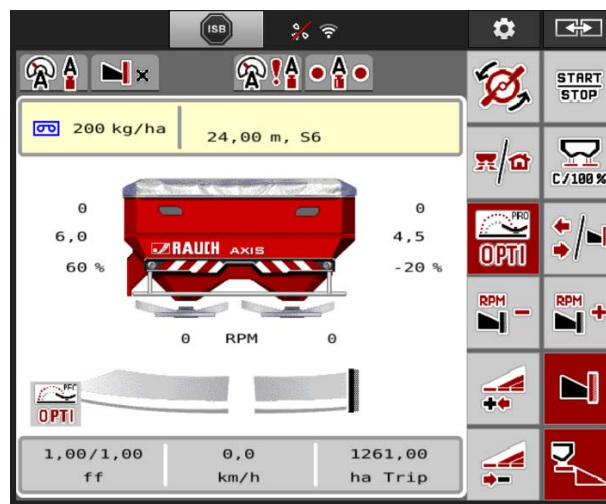 ISB
A A x A ! A A
START
STOP
200 kg/ha 24,00 m, S6
C/100 %
0 0
6,0 4,5
60 % -20 %
RAUCH AXIS
PRO
OPTI
RPM - RPM +
0 RPM 0
PFC
OPTI
1,00/1,00 0,0 1261,00
ff km/h ha Trip